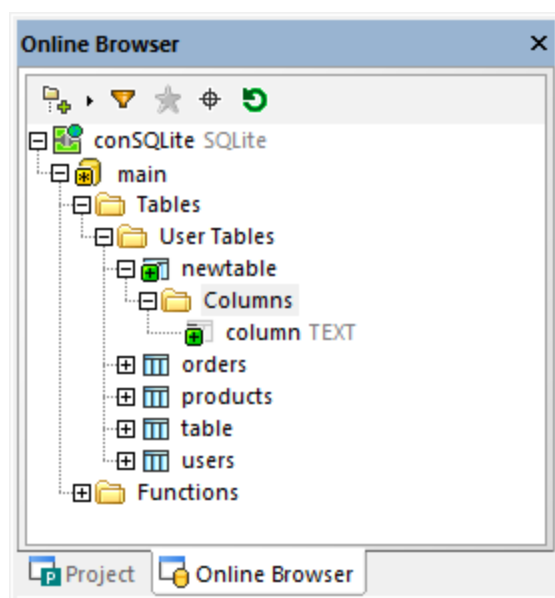 Online Browser
conSQLite SQLite
main
Tables
User Tables
newtable
Columns
column TEXT
orders
products
table
users
Functions
Project Online Browser